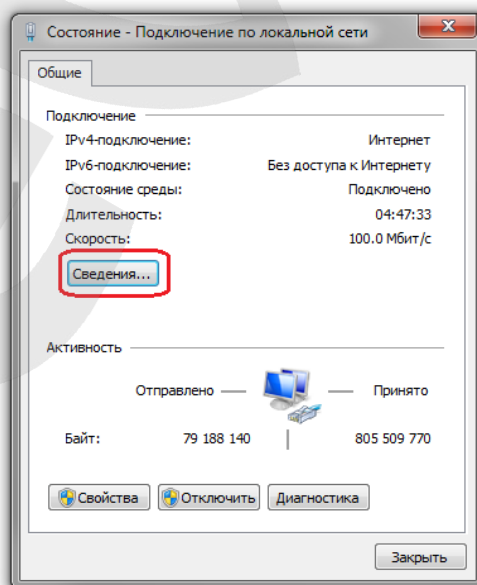 Состояние - Подключение по локальной сети
Общие
Подключение
IPv4-подключение: Интернет
IPv6-подключение: Без доступа к Интернету
Состояние среды: Подключено
Длительность: 04:47:33
Скорость: 100.0 Мбит/с
Сведения...
Активность
Отправлено — — Принято
Байт: 79 188 140 | 805 509 770
Свойства Отключить Диагностика
Закрыть